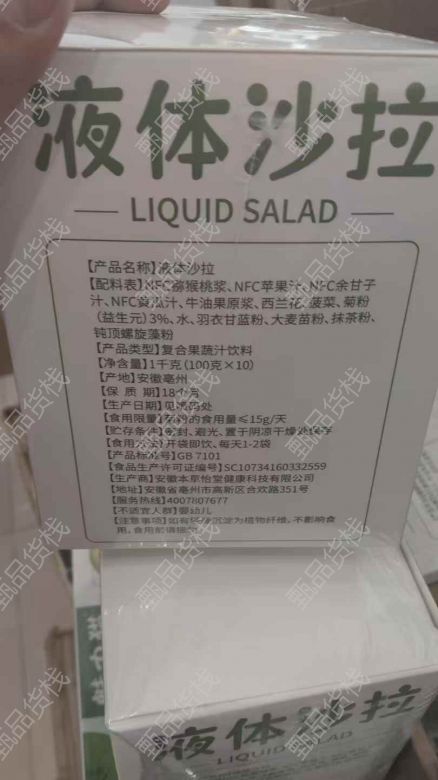 液体沙拉
LIQUID SALAD
【产品名称】液体沙拉
【配料表】NFC猕猴桃浆、NFC苹果汁、NFC余甘子
汁、NFC黄瓜汁、牛油果原浆、西兰花、菠菜、菊粉
(益生元)3%、水、羽衣甘蓝粉、大麦苗粉、抹茶粉、
钝顶螺旋藻粉
【产品类型】复合果蔬汁饮料
【净含量】1千克(100克×10)
【产地】安徽亳州
【保 质 期】18个月
【生产日期】见喷码处
【食用限量】菊粉的食用量≤15g/天
【贮存条件】密封、避光、置于阴凉干燥处保存
【食用方法】开袋即饮、每天1-2袋
【产品标准号】GB 7101
【食品生产许可证编号】SC10734160332559
【生产商】安徽本草怡堂健康科技有限公司
【地址】安徽省亳州市高新区合欢路351号
【服务热线】4007807677
【不适宜人群】婴幼儿
【注意事项】如有轻微沉淀为植物纤维,不影响食
用,食用前请摇匀
液体沙拉
LIQUID SALAD
甄品货栈